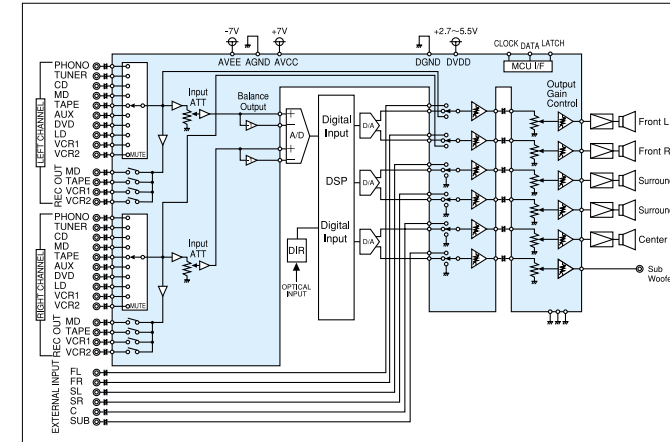 -7V
+7V
+2.7~5.5V
AVEE AGND AVCC
DGND DVDD
CLOCK DATA LATCH
MCU I/F
LEFT CHANNEL
PHONO
TUNER
CD
MD
TAPE
AUX
DVD
LD
VCR1
VCR2
MUTE
Input
ATT
Balance
Output
REC OUT
MD
TAPE
VCR1
VCR2
RIGHT CHANNEL
PHONO
TUNER
CD
MD
TAPE
AUX
DVD
LD
VCR1
VCR2
MUTE
Input
ATT
REC OUT
MD
TAPE
VCR1
VCR2
EXTERNAL INPUT
FL
FR
SL
SR
C
SUB
A/D
Digital
Input
DSP
Digital
Input
DIR
OPTICAL
INPUT
D/A
D/A
D/A
Output
Gain
Control
Front L
Front R
Surroun
Surroun
Center
Sub
Woofe